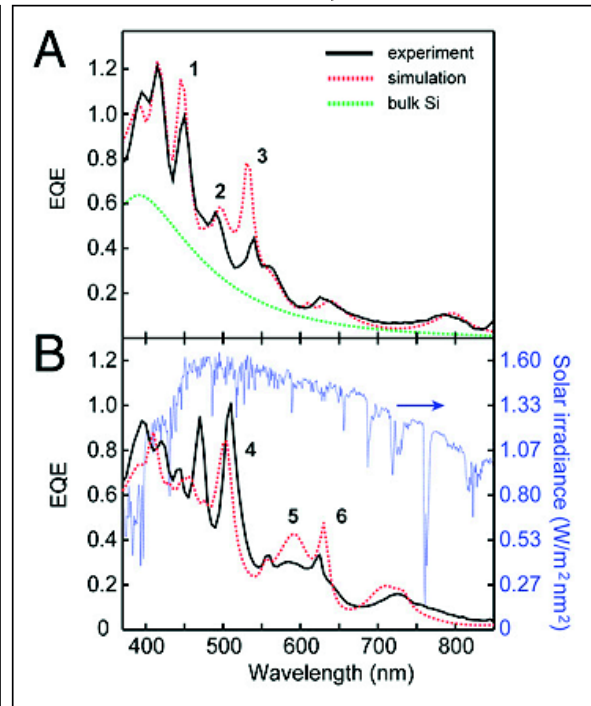 A
1.2
1.0
0.8
0.6
0.4
0.2
EQE
1
2
3
experiment
simulation
bulk Si
B
1.2
1.0
0.8
0.6
0.4
0.2
0
EQE
4
5
6
1.60
1.33
1.07
0.80
0.53
0.27
0
Solar irradiance (W/m²nm²)
400 500 600 700 800
Wavelength (nm)